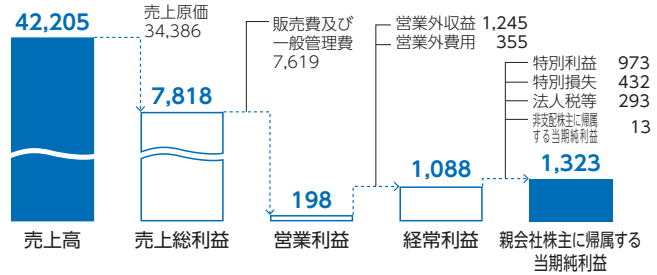 42,205
売上高
売上原価
34,386
7,818
売上総利益
販売費及び
一般管理費
7,619
198
営業利益
営業外収益 1,245
営業外費用 355
1,088
経常利益
特別利益 973
特別損失 432
法人税等 293
非支配株主に帰属
する当期純利益 13
1,323
親会社株主に帰属する
当期純利益